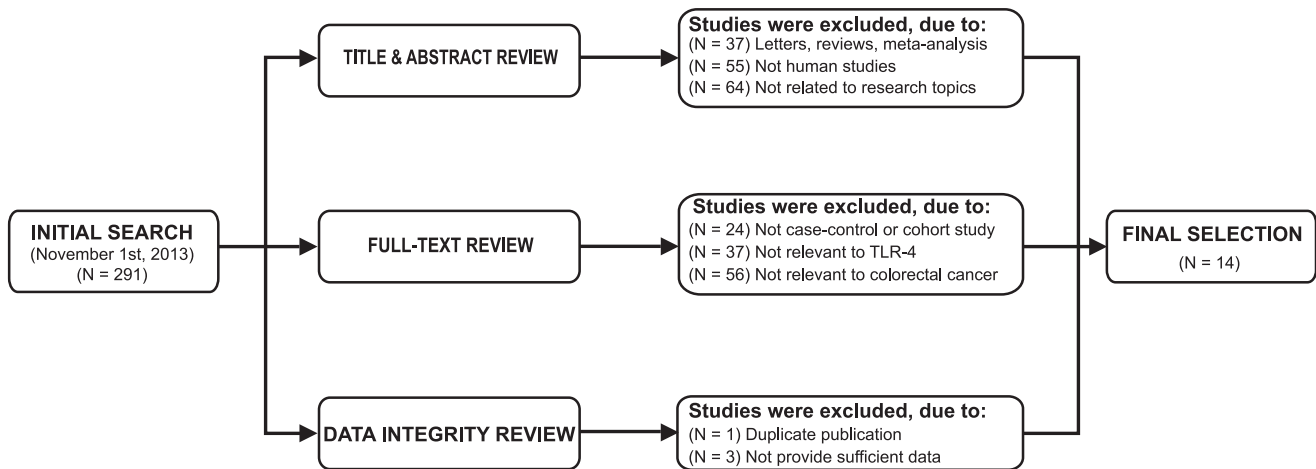 INITIAL SEARCH
(November 1st, 2013)
(N = 291)
TITLE & ABSTRACT REVIEW
Studies were excluded, due to:
(N = 37) Letters, reviews, meta-analysis
(N = 55) Not human studies
(N = 64) Not related to research topics
FULL-TEXT REVIEW
Studies were excluded, due to:
(N = 24) Not case-control or cohort study
(N = 37) Not relevant to TLR-4
(N = 56) Not relevant to colorectal cancer
DATA INTEGRITY REVIEW
Studies were excluded, due to:
(N = 1) Duplicate publication
(N = 3) Not provide sufficient data
FINAL SELECTION
(N = 14)